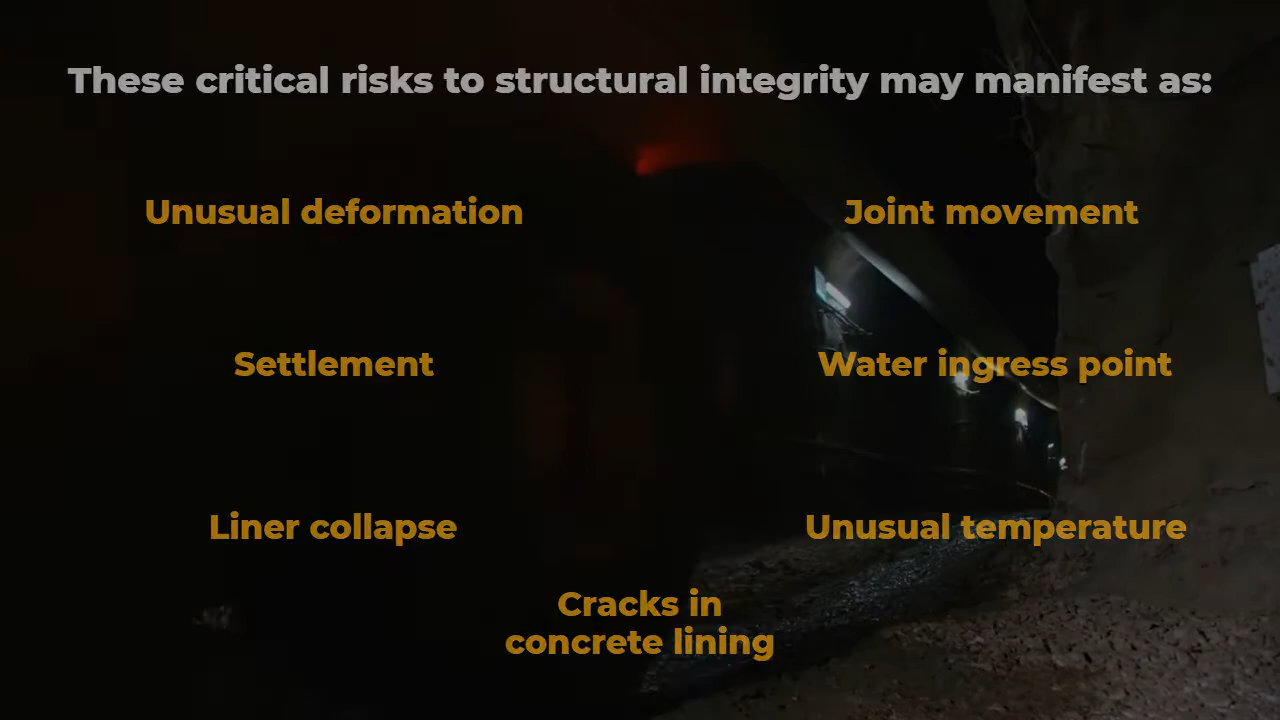 These critical risks to structural integrity may manifest as:
Unusual deformation
Joint movement
Settlement
Water ingress point
Liner collapse
Unusual temperature
Cracks in
concrete lining